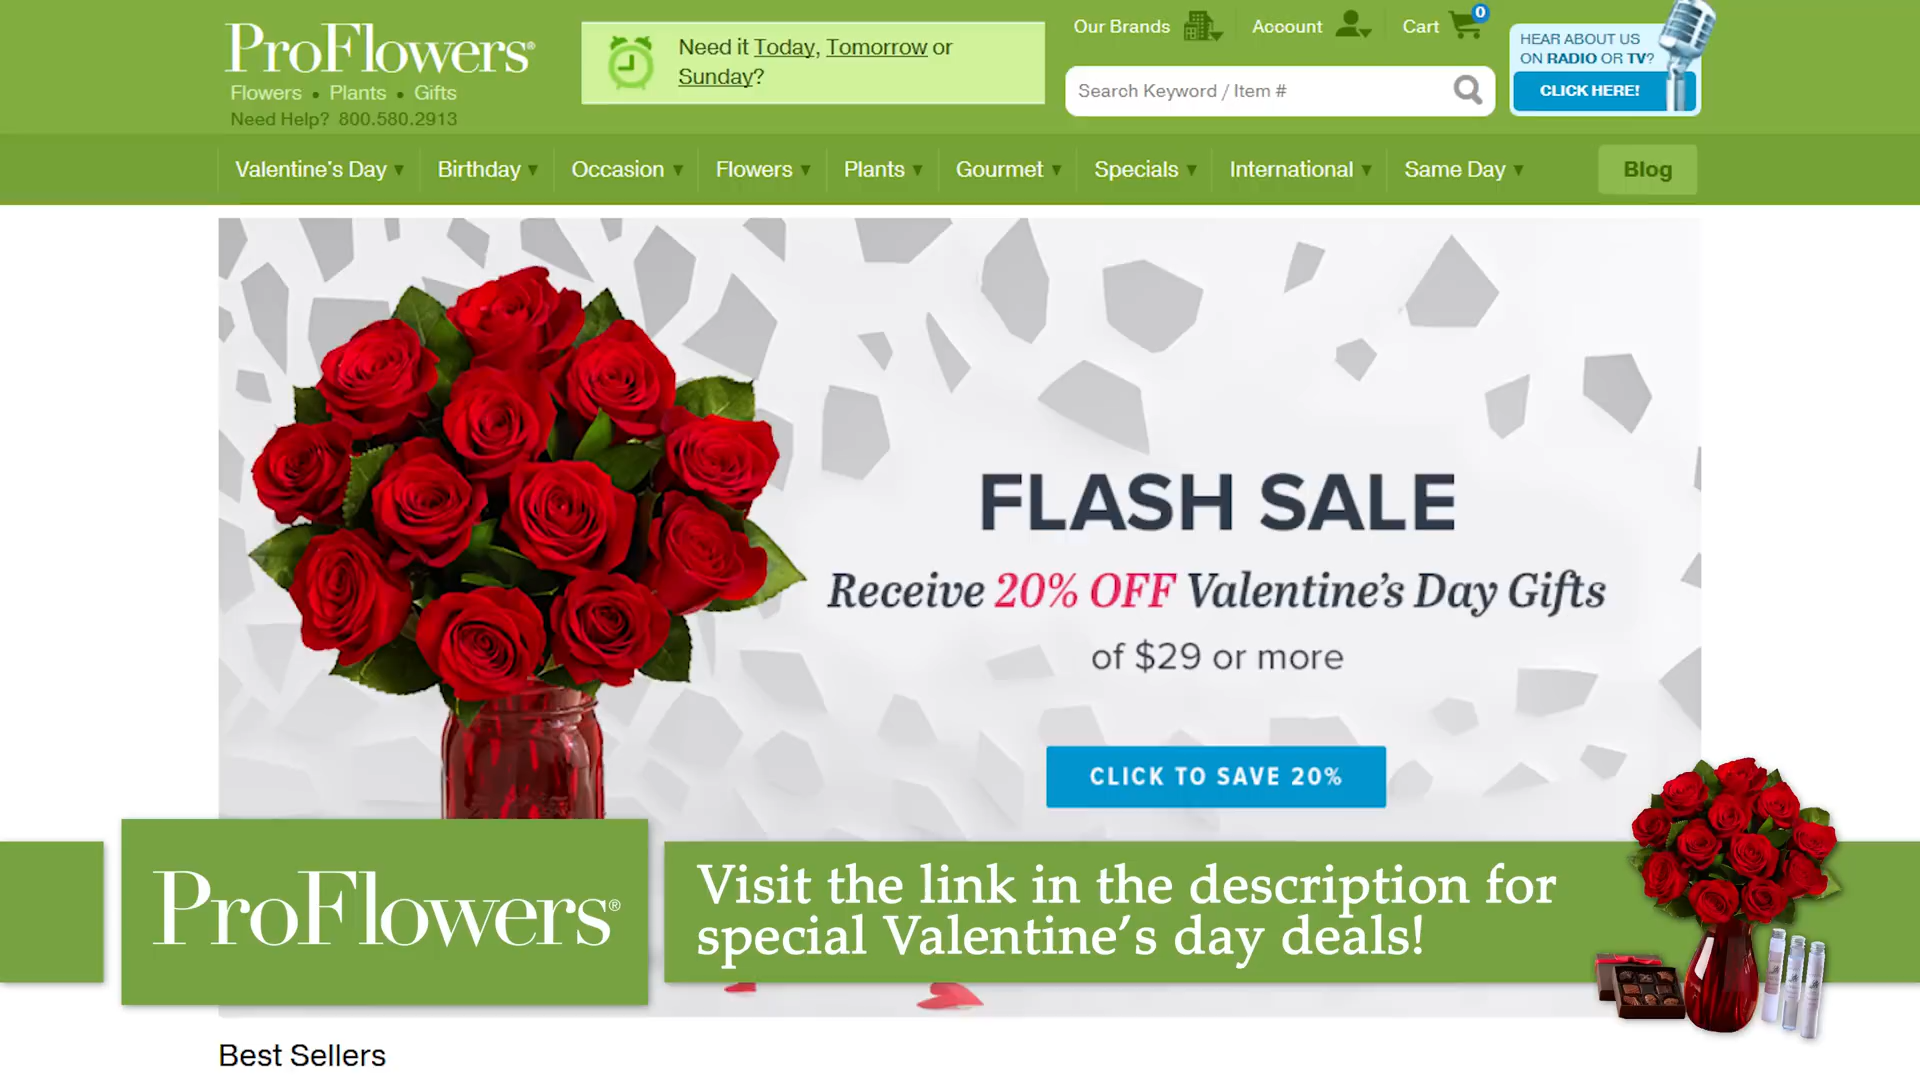 ProFlowers®
Flowers • Plants • Gifts
Need Help? 800.580.2913
Need it Today, Tomorrow or
Sunday?
Our Brands
Account
Cart
0
Search Keyword / Item #
HEAR ABOUT US
ON RADIO OR TV?
CLICK HERE!
Valentine's Day
Birthday
Occasion
Flowers
Plants
Gourmet
Specials
International
Same Day
Blog
FLASH SALE
Receive 20% OFF Valentine's Day Gifts
of $29 or more
CLICK TO SAVE 20%
ProFlowers®
Visit the link in the description for
special Valentine's day deals!
Best Sellers